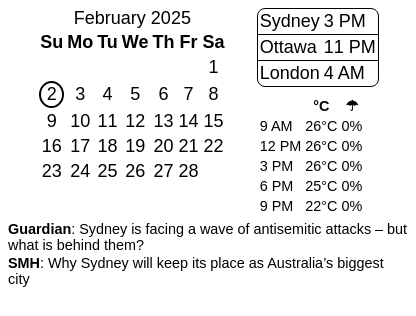 February 2025
Su Mo Tu We Th Fr Sa
1
2 3 4 5 6 7 8
9 10 11 12 13 14 15
16 17 18 19 20 21 22
23 24 25 26 27 28
Sydney 3 PM
Ottawa 11 PM
London 4 AM
°C ☂
9 AM 26°C 0%
12 PM 26°C 0%
3 PM 26°C 0%
6 PM 25°C 0%
9 PM 22°C 0%
Guardian: Sydney is facing a wave of antisemitic attacks – but
what is behind them?
SMH: Why Sydney will keep its place as Australia’s biggest
city